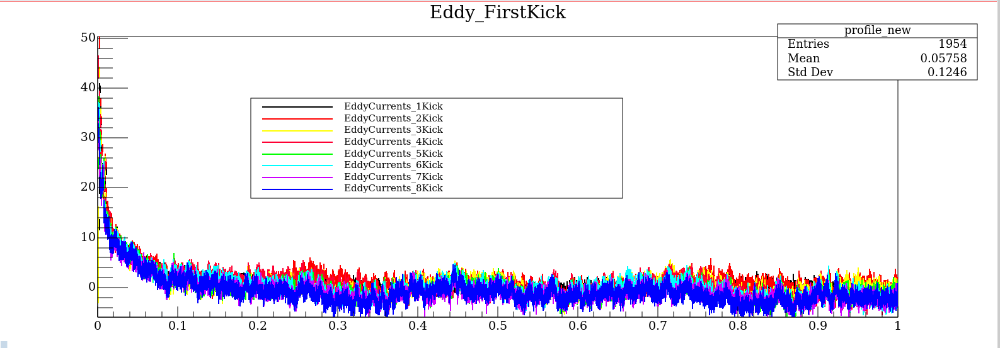 Eddy_FirstKick
profile_new
Entries 1954
Mean 0.05758
Std Dev 0.1246
50
40
30
20
10
0
EddyCurrents_1Kick
EddyCurrents_2Kick
EddyCurrents_3Kick
EddyCurrents_4Kick
EddyCurrents_5Kick
EddyCurrents_6Kick
EddyCurrents_7Kick
EddyCurrents_8Kick
0 0.1 0.2 0.3 0.4 0.5 0.6 0.7 0.8 0.9 1